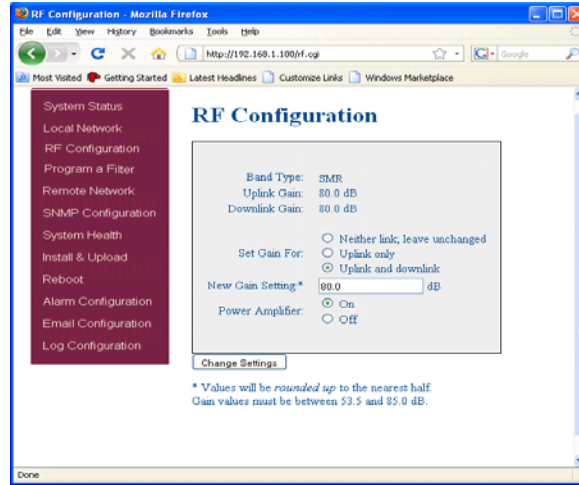 RF Configuration - Mozilla Firefox
File Edit View History Bookmarks Tools Help
http://192.168.1.100/rf.cgi
Google
Most Visited Getting Started Latest Headlines Customize Links Windows Marketplace
System Status
Local Network
RF Configuration
Program a Filter
Remote Network
SNMP Configuration
System Health
Install & Upload
Reboot
Alarm Configuration
Email Configuration
Log Configuration
RF Configuration
Band Type: SMR
Uplink Gain: 80.0 dB
Downlink Gain: 80.0 dB
Set Gain For:
Neither link; leave unchanged
Uplink only
Uplink and downlink
New Gain Setting:* 80.0 dB
Power Amplifier:
On
Off
Change Settings
* Values will be rounded up to the nearest half.
Gain values must be between 53.5 and 85.0 dB.
Done